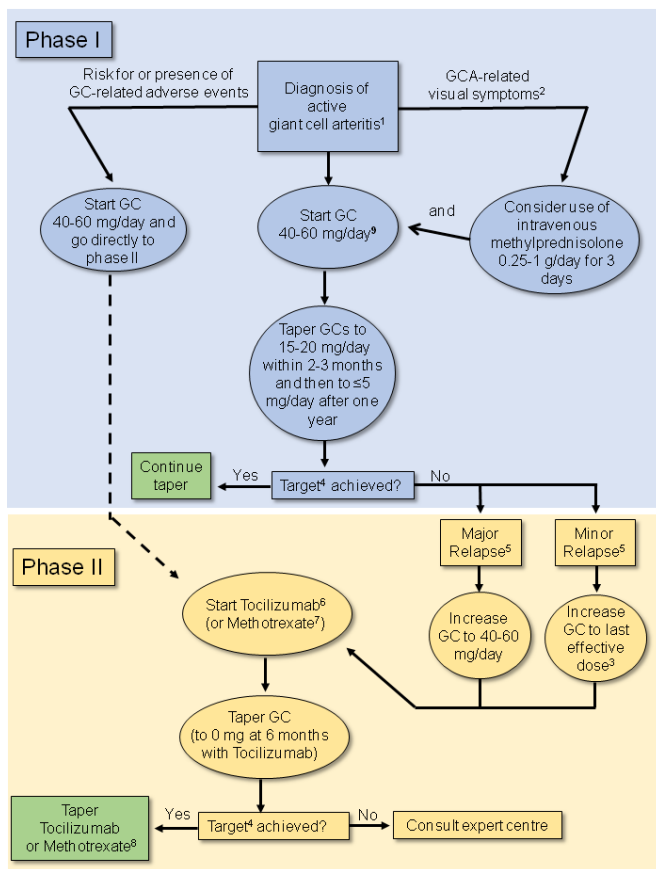 Phase I
Risk for or presence of
GC-related adverse events
Diagnosis of
active
giant cell arteritis¹
GCA-related
visual symptoms²
Start GC
40-60 mg/day and
go directly to
phase II
Start GC
40-60 mg/day⁹
and
Consider use of
intravenous
methylprednisolone
0.25-1 g/day for 3
days
Taper GCs to
15-20 mg/day
within 2-3 months
and then to ≤5
mg/day after one
year
Continue
taper
Yes
Target⁴ achieved?
No
Phase II
Major
Relapse⁵
Minor
Relapse⁵
Start Tocilizumab⁶
(or Methotrexate⁷)
Increase
GC to 40-60
mg/day
Increase
GC to last
effective
dose³
Taper GC
(to 0 mg at 6 months
with Tocilizumab)
Taper
Tocilizumab
or Methotrexate⁸
Yes
Target⁴ achieved?
No
Consult expert centre